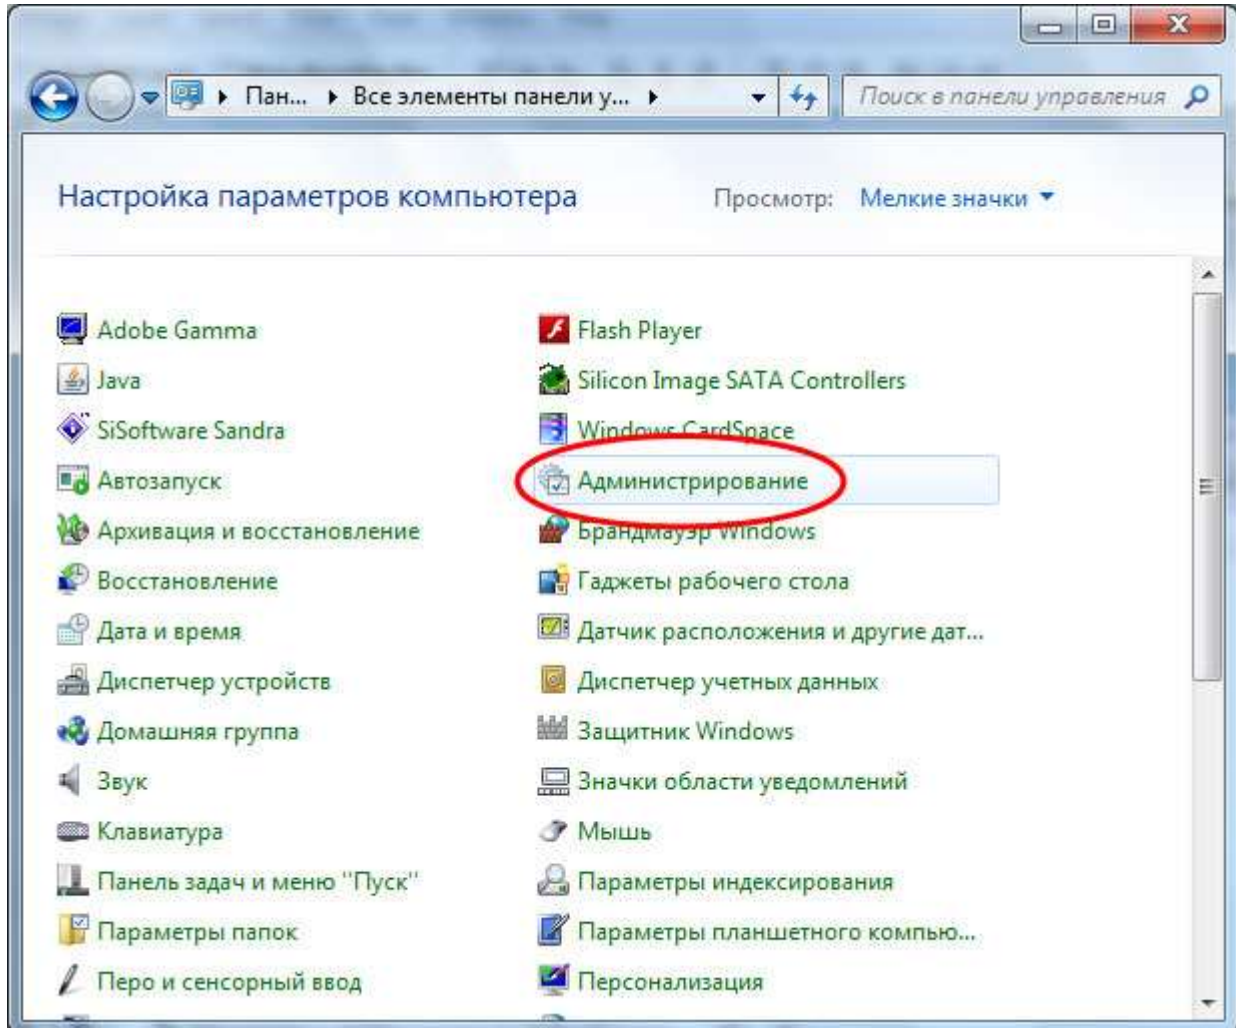 Пан... Все элементы панели у... Поиск в панели управления
Настройка параметров компьютера Просмотр: Мелкие значки
Adobe Gamma Flash Player
Java Silicon Image SATA Controllers
SiSoftware Sandra Windows CardSpace
Автозапуск Администрирование
Архивация и восстановление Брандмауэр Windows
Восстановление Гаджеты рабочего стола
Дата и время Датчик расположения и другие дат...
Диспетчер устройств Диспетчер учетных данных
Домашняя группа Защитник Windows
Звук Значки области уведомлений
Клавиатура Мышь
Панель задач и меню "Пуск" Параметры индексирования
Параметры папок Параметры планшетного компью...
Перо и сенсорный ввод Персонализация